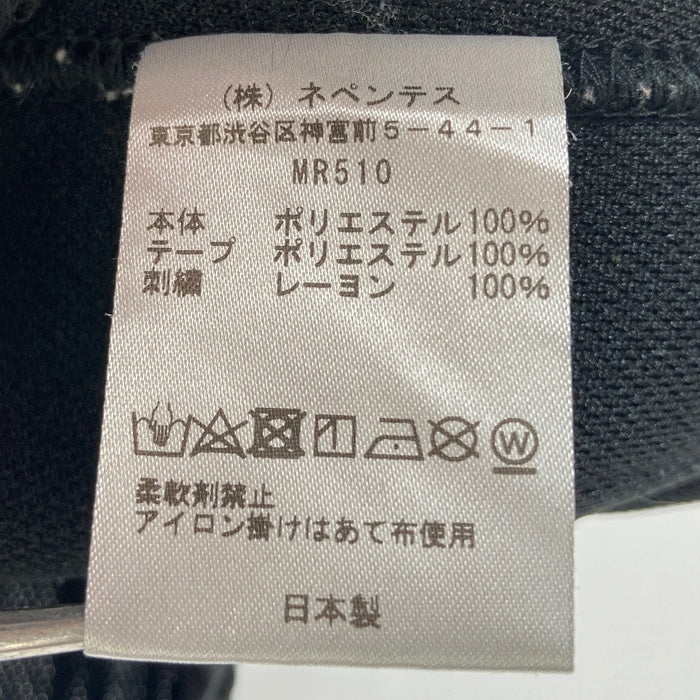 (株)ネペンテス
東京都渋谷区神宮前5-44-1
MR510
本体 ポリエステル100%
テープ ポリエステル100%
刺繍 レーヨン 100%
W
柔軟剤禁止
アイロン掛けはあて布使用
日本製